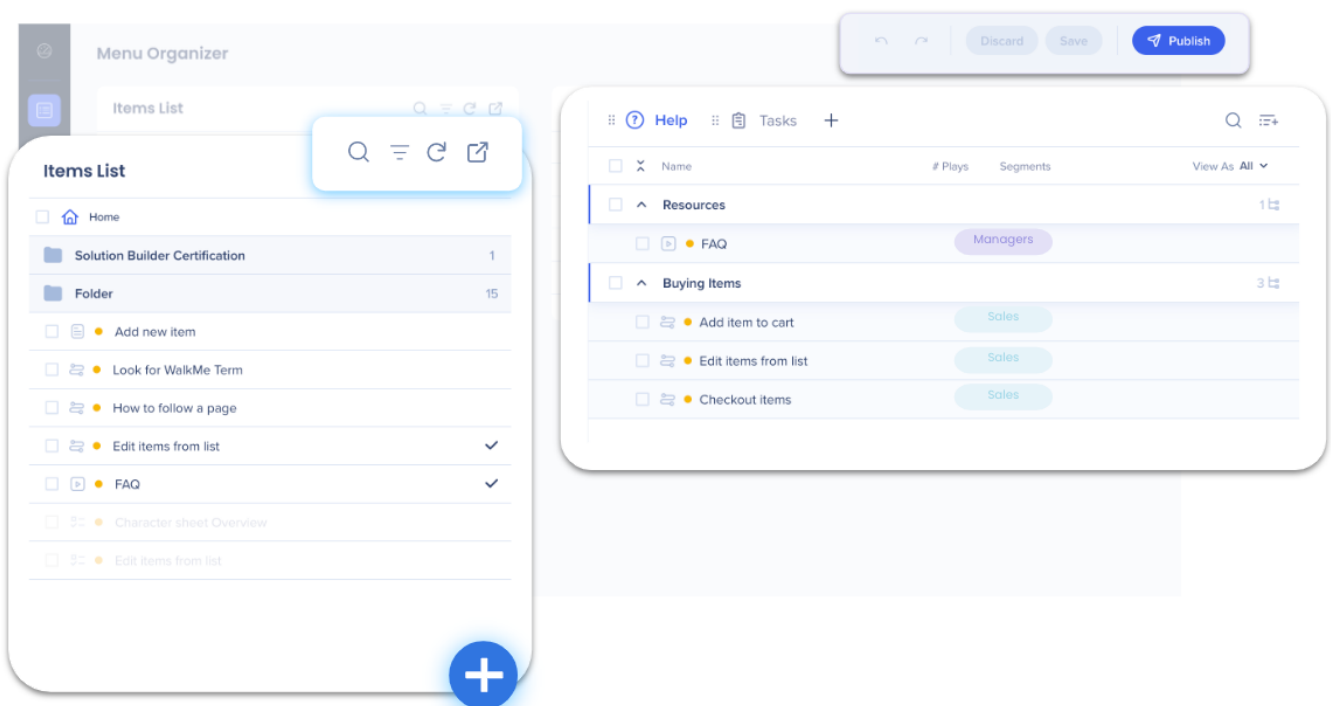 Menu Organizer
Discard Save Publish
Items List
Items List
Home
Solution Builder Certification 1
Folder 15
Add new item
Look for WalkMe Term
How to follow a page
Edit items from list
FAQ
Character sheet Overview
Edit items from list
? Help Tasks
Name # Plays Segments View As All
Resources 1
FAQ Managers
Buying Items 3
Add item to cart Sales
Edit items from list Sales
Checkout items Sales